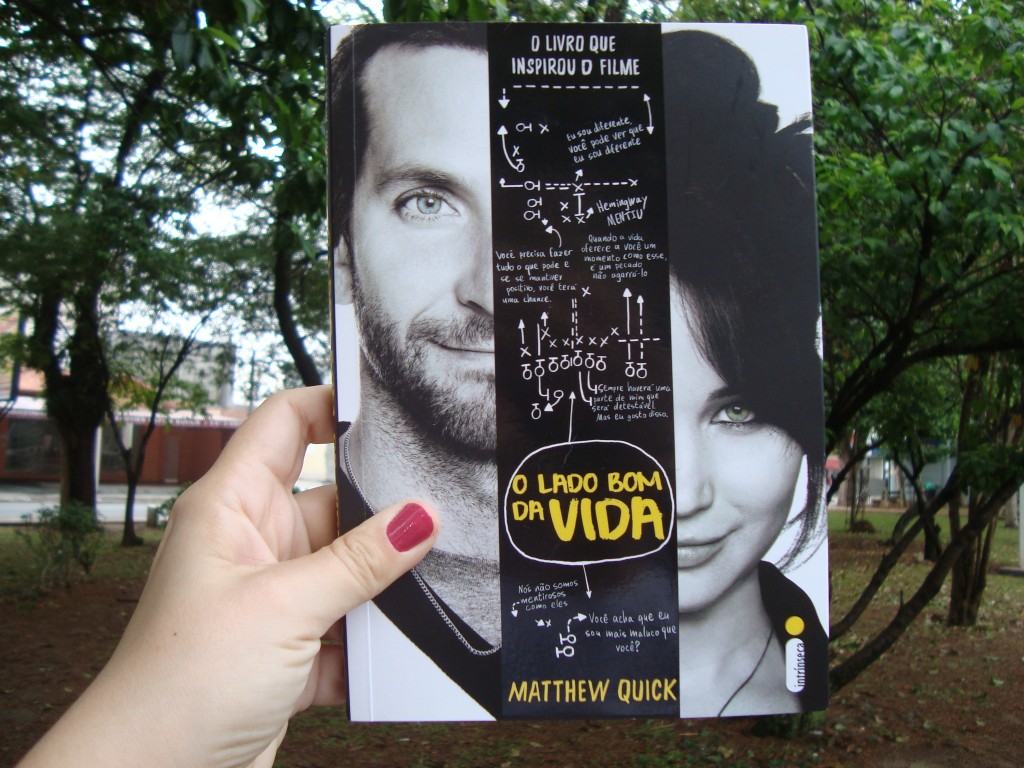 O LIVRO QUE
INSPIROU O FILME
Eu sou diferente,
você pode ver que
eu sou diferente
Hemingway
MENTIU
Você precisa fazer
tudo o que pode e
se se mantiver
positivo, você terá
uma chance.
Quando a vida
oferece a você um
momento como esse,
é um pecado
não agarrá-lo
Sempre haverá uma
parte de mim que
será detestável.
Mas eu gosto disso.
O LADO BOM
DA VIDA
Nós não somos
mentirosos
como eles
Você acha que eu
sou mais maluco que
você?
MATTHEW QUICK
intrínseca